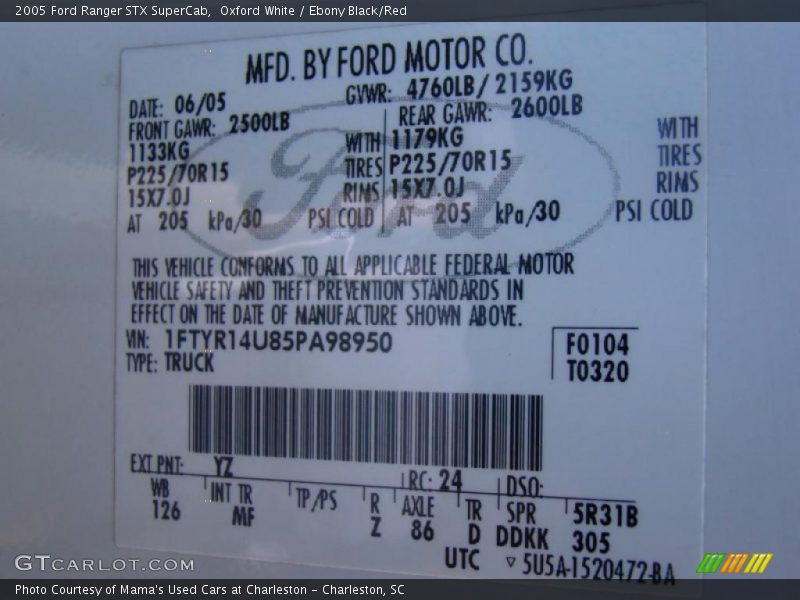 2005 Ford Ranger STX SuperCab, Oxford White / Ebony Black/Red
MFD. BY FORD MOTOR CO.
DATE: 06/05 GVWR: 4760LB / 2159KG
FRONT GAWR: 2500LB REAR GAWR: 2600LB
1133KG WITH 1179KG WITH
P225/70R15 TIRES P225/70R15 TIRES
15X7.0J RIMS 15X7.0J RIMS
AT 205 kPa/30 PSI COLD AT 205 kPa/30 PSI COLD
Ford
THIS VEHICLE CONFORMS TO ALL APPLICABLE FEDERAL MOTOR
VEHICLE SAFETY AND THEFT PREVENTION STANDARDS IN
EFFECT ON THE DATE OF MANUFACTURE SHOWN ABOVE.
VIN: 1FTYR14U85PA98950 F0104
TYPE: TRUCK T0320
EXT PNT: YZ RC: 24 DSO:
WB INT TR TP/PS R AXLE TR SPR 5R31B
126 MF Z 86 D DDKK 305
UTC ▽ 5U5A-1520472-BA
GTCARLOT.COM
Photo Courtesy of Mama's Used Cars at Charleston - Charleston, SC